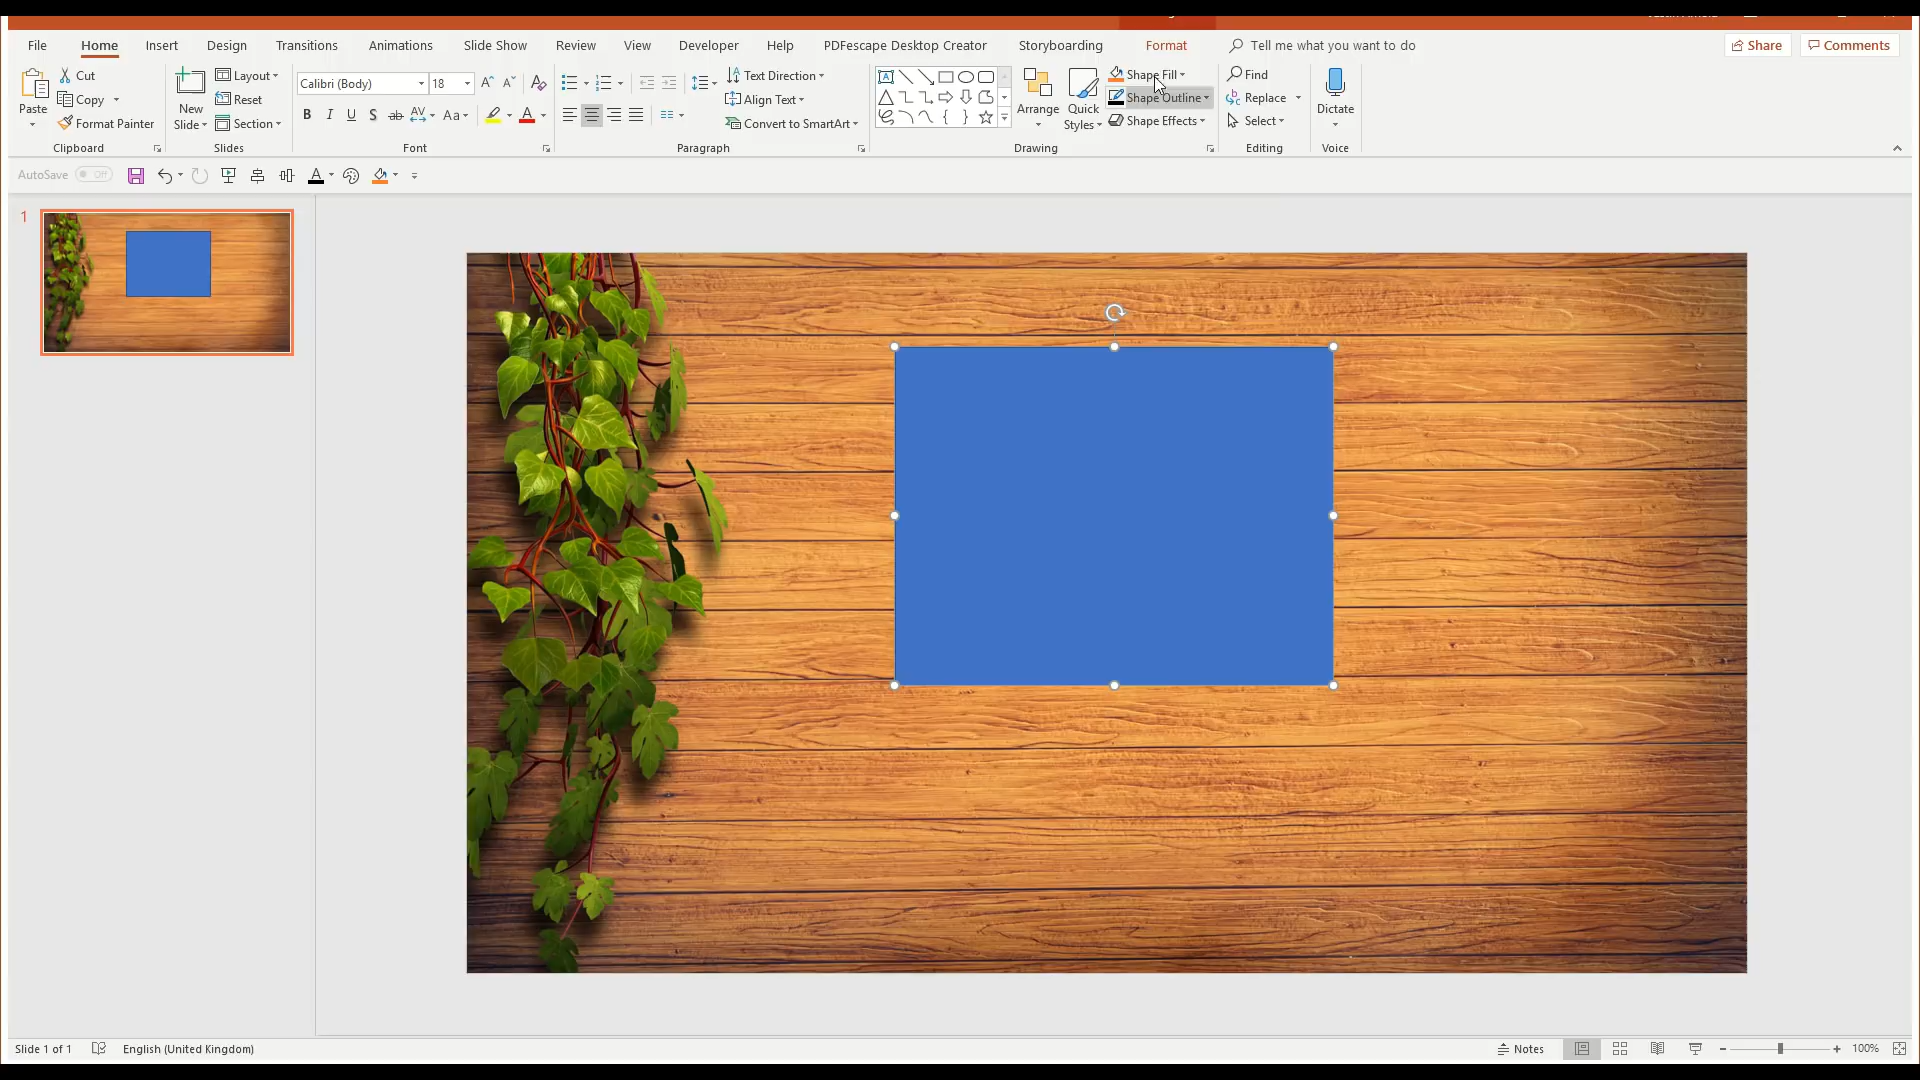 File Home Insert Design Transitions Animations Slide Show Review View Developer Help PDFescape Desktop Creator Storyboarding Format Tell me what you want to do Share Comments
Paste
Cut
Copy
Format Painter
Clipboard
New
Slide
Layout
Reset
Section
Slides
Calibri (Body) 18
B I U S ab AV Aa A
Font
Text Direction
Align Text
Convert to SmartArt
Paragraph
Arrange
Quick
Styles
Shape Fill
Shape Outline
Shape Effects
Drawing
Find
Replace
Select
Editing
Dictate
Voice
AutoSave Off
1
Slide 1 of 1 English (United Kingdom) Notes 100%